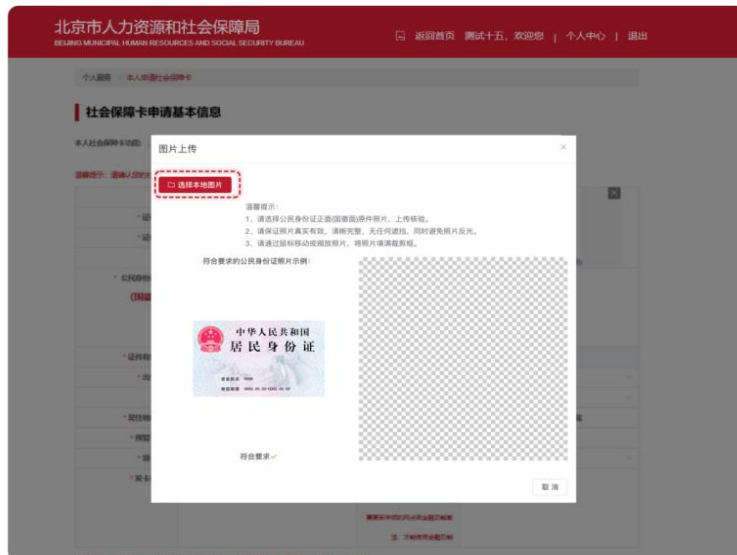 北京市人力资源和社会保障局
BEIJING MUNICIPAL HUMAN RESOURCES AND SOCIAL SECURITY BUREAU
返回首页 测试十五,欢迎您 | 个人中心 | 退出
个人服务 本人申请社会保障卡
社会保障卡申请基本信息
本人社会保障卡功能:
图片上传
×
选择本地图片
温馨提示:
1、请选择公民身份证正面(国徽面)原件照片,上传核验。
2、请保证照片真实有效,清晰完整、无任何遮挡,同时避免照片反光。
3、请通过鼠标移动或缩放照片,将照片填满裁剪框。
符合要求的公民身份证照片示例:
中华人民共和国
居民身份证
符合要求✓
取消